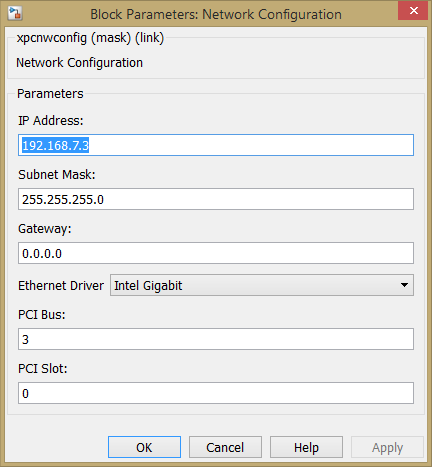 Block Parameters: Network Configuration
xpcnwconfig (mask) (link)
Network Configuration
Parameters
IP Address:
192.168.7.3
Subnet Mask:
255.255.255.0
Gateway:
0.0.0.0
Ethernet Driver Intel Gigabit
PCI Bus:
3
PCI Slot:
0
OK Cancel Help Apply